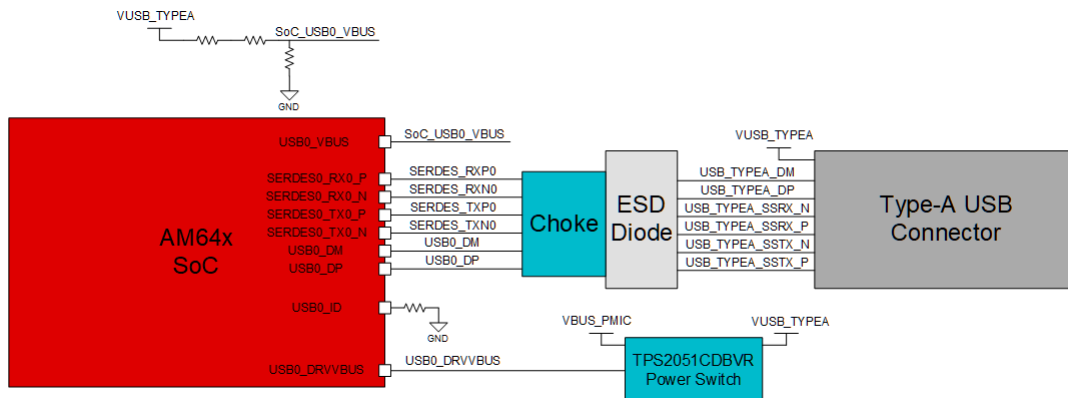 VUSB_TYPEA
SoC_USB0_VBUS
GND
USB0_VBUS
SoC_USB0_VBUS
SERDES0_RX0_P
SERDES_RXP0
SERDES0_RX0_N
SERDES_RXN0
SERDES0_TX0_P
SERDES_TXP0
SERDES0_TX0_N
SERDES_TXN0
USB0_DM
USB0_DM
USB0_DP
USB0_DP
AM64x
SoC
USB0_ID
GND
USB0_DRVVBUS
USB0_DRVVBUS
Choke
ESD
Diode
VUSB_TYPEA
USB_TYPEA_DM
USB_TYPEA_DP
USB_TYPEA_SSRX_N
USB_TYPEA_SSRX_P
USB_TYPEA_SSTX_N
USB_TYPEA_SSTX_P
Type-A USB
Connector
VBUS_PMIC
VUSB_TYPEA
TPS2051CDBVR
Power Switch